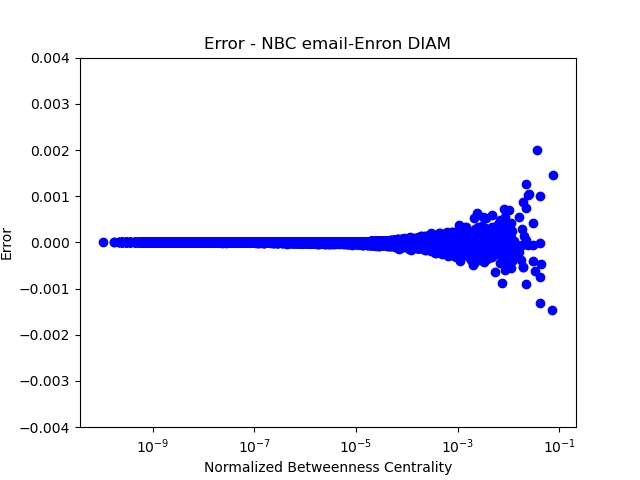 Error - NBC email-Enron DIAM
0.004
0.003
0.002
0.001
0.000
−0.001
−0.002
−0.003
−0.004
Error
10⁻⁹ 10⁻⁷ 10⁻⁵ 10⁻³ 10⁻¹
Normalized Betweenness Centrality